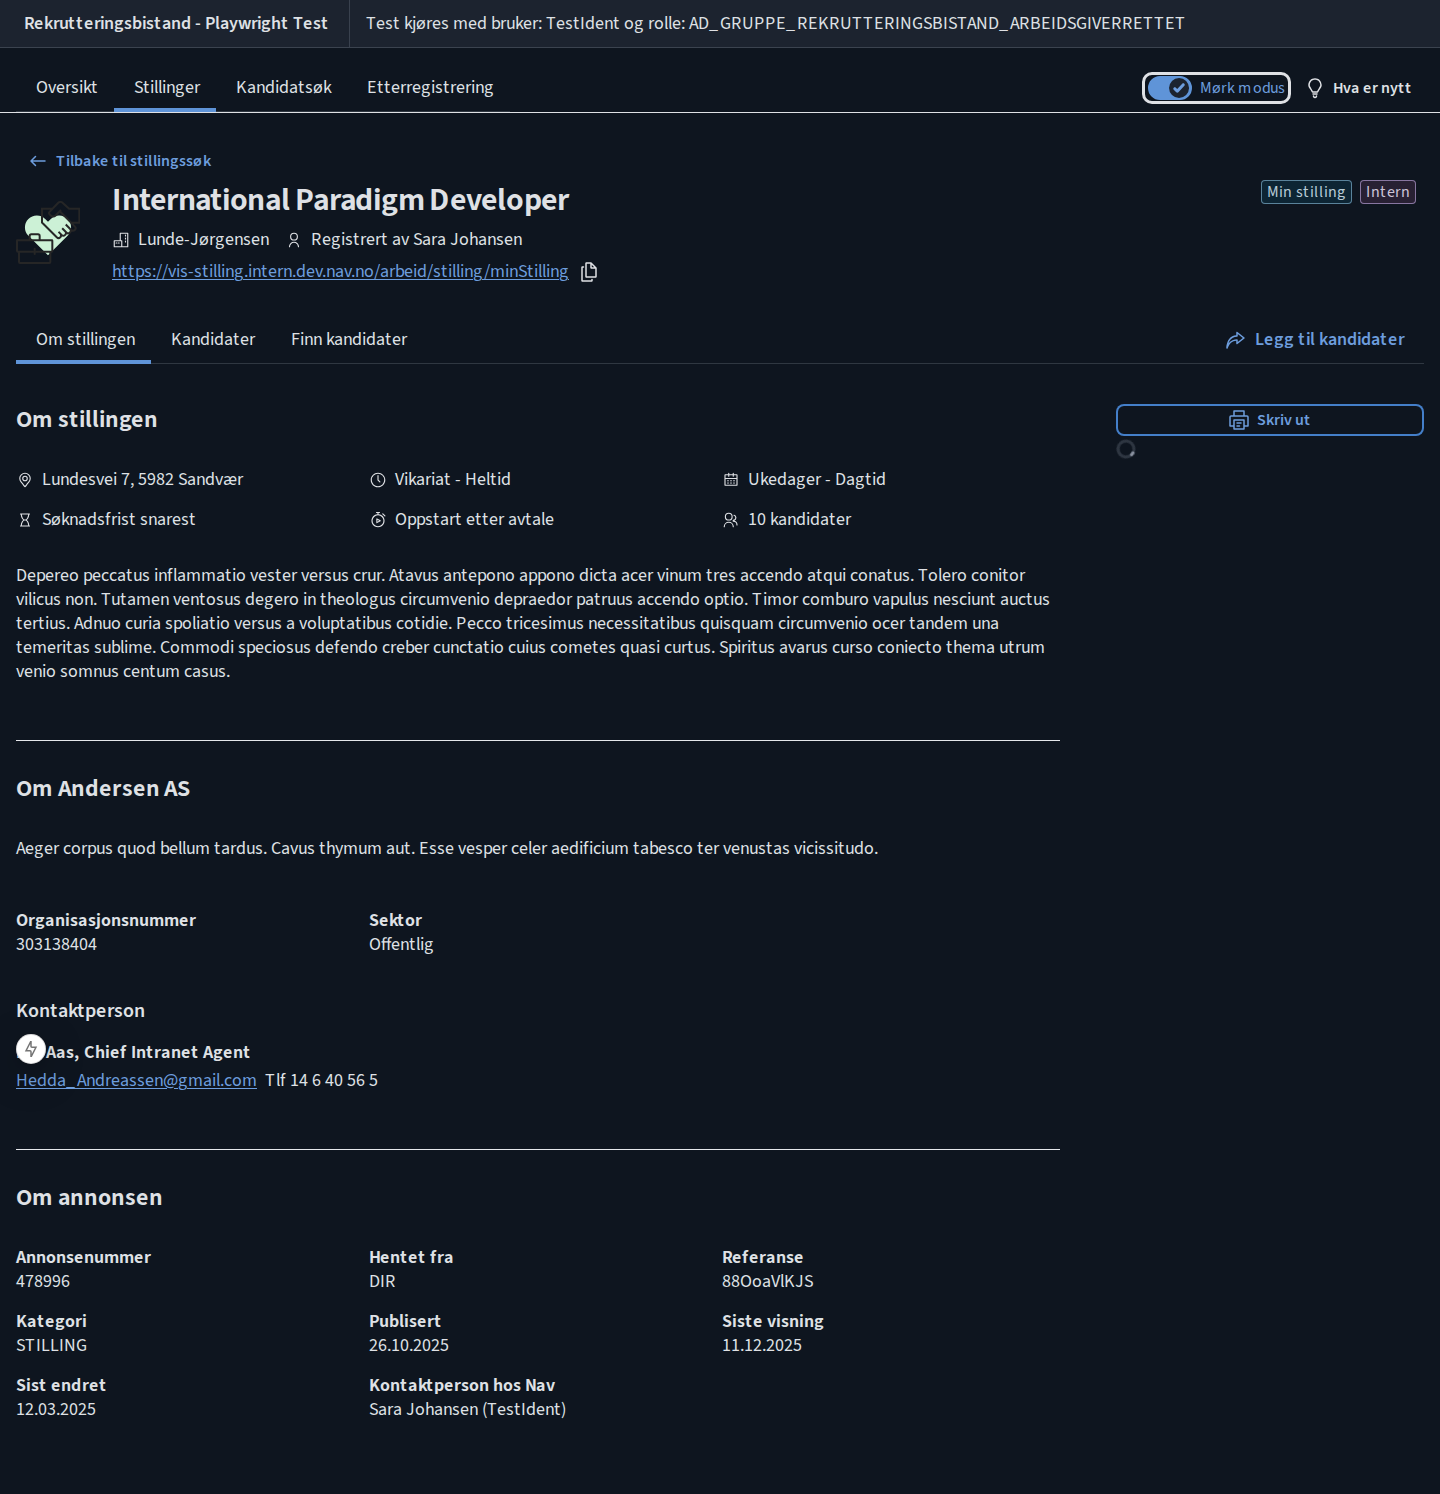 Rekrutteringsbistand - Playwright Test
Test kjøres med bruker: TestIdent og rolle: AD_GRUPPE_REKRUTTERINGSBISTAND_ARBEIDSGIVERRETTET
Oversikt
Stillinger
Kandidatsøk
Etterregistrering
Mørk modus
Hva er nytt
Tilbake til stillingssøk
International Paradigm Developer
Min stilling
Intern
Lunde-Jørgensen
Registrert av Sara Johansen
https://vis-stilling.intern.dev.nav.no/arbeid/stilling/minStilling
Om stillingen
Kandidater
Finn kandidater
Legg til kandidater
Om stillingen
Skriv ut
Lundesvei 7, 5982 Sandvær
Vikariat - Heltid
Ukedager - Dagtid
Søknadsfrist snarest
Oppstart etter avtale
10 kandidater
Depereo peccatus inflammatio vester versus crur. Atavus antepono appono dicta acer vinum tres accendo atqui conatus. Tolero conitor
vilicus non. Tutamen ventosus degero in theologus circumvenio depraedor patruus accendo optio. Timor comburo vapulus nesciunt auctus
tertius. Adnuo curia spoliatio versus a voluptatibus cotidie. Pecco tricesimus necessitatibus quisquam circumvenio ocer tandem una
temeritas sublime. Commodi speciosus defendo creber cunctatio cuius cometes quasi curtus. Spiritus avarus curso coniecto thema utrum
venio somnus centum casus.
Om Andersen AS
Aeger corpus quod bellum tardus. Cavus thymum aut. Esse vesper celer aedificium tabesco ter venustas vicissitudo.
Organisasjonsnummer
303138404
Sektor
Offentlig
Kontaktperson
Aas, Chief Intranet Agent
Hedda_Andreassen@gmail.com Tlf 14 6 40 56 5
Om annonsen
Annonsenummer
478996
Hentet fra
DIR
Referanse
88OoaVlKJS
Kategori
STILLING
Publisert
26.10.2025
Siste visning
11.12.2025
Sist endret
12.03.2025
Kontaktperson hos Nav
Sara Johansen (TestIdent)